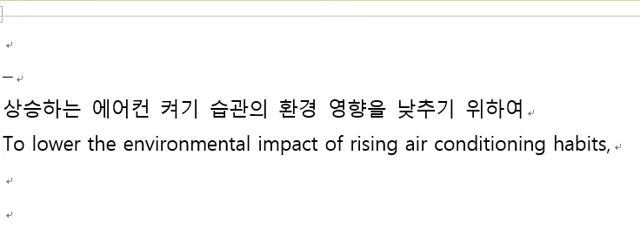 –
상승하는 에어컨 켜기 습관의 환경 영향을 낮추기 위하여
To lower the environmental impact of rising air conditioning habits,